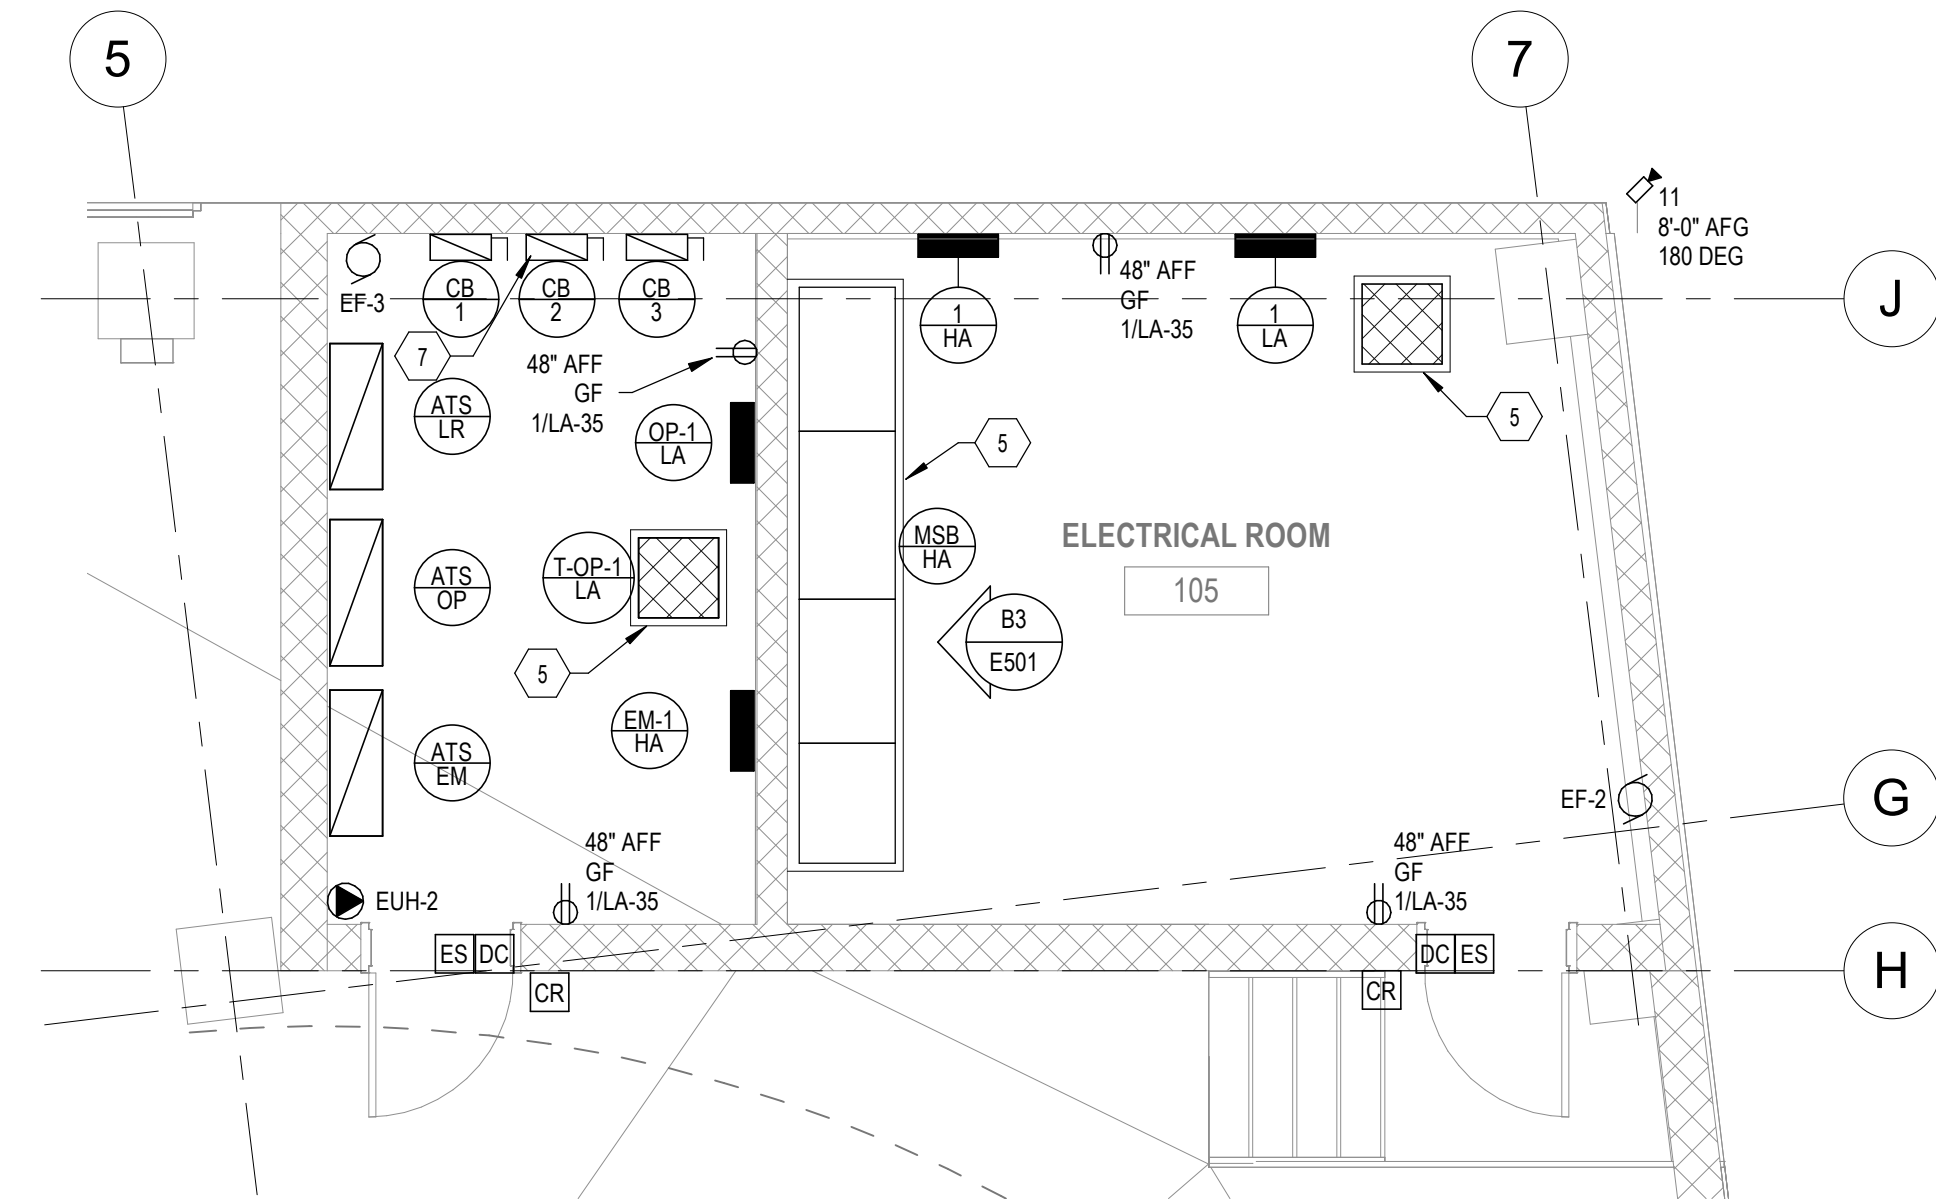 5
7
11
8'-0" AFG
180 DEG
J
EF-3
CB
1
CB
2
CB
3
7
48" AFF
GF
1/LA-35
ATS
LR
OP-1
LA
1
HA
48" AFF
GF
1/LA-35
1
LA
5
5
MSB
HA
ELECTRICAL ROOM
105
B3
E501
ATS
OP
T-OP-1
LA
5
EM-1
HA
ATS
EM
EF-2
G
48" AFF
GF
1/LA-35
48" AFF
GF
1/LA-35
EUH-2
ES
DC
CR
DC
ES
CR
H